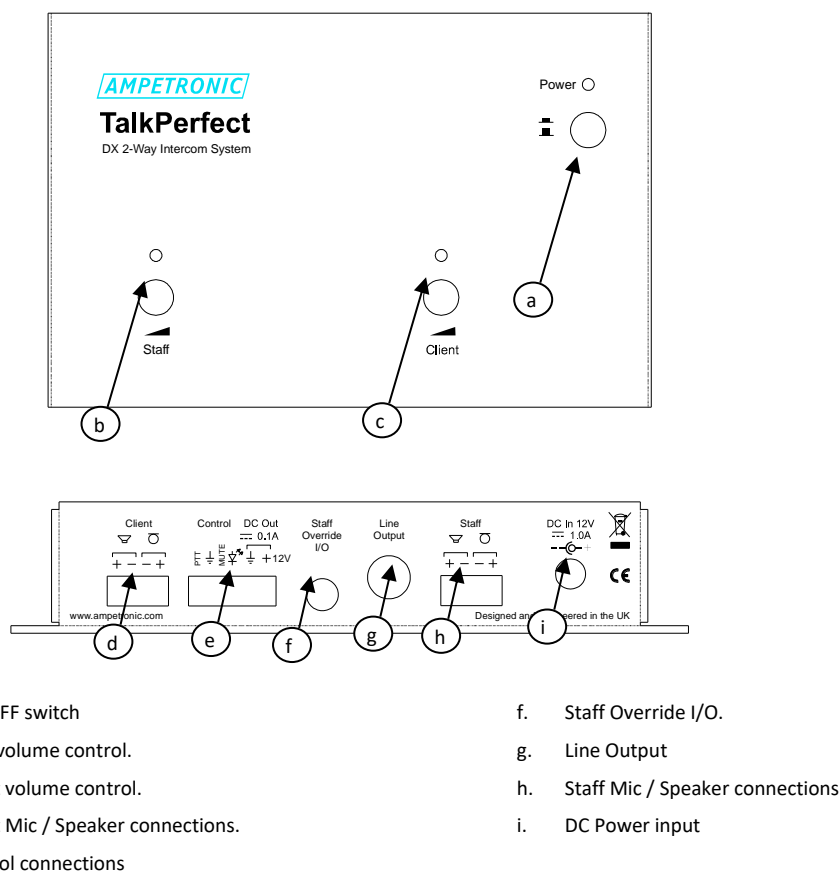 AMPETRONIC
TalkPerfect
DX 2-Way Intercom System
Power
a
Staff
Client
b
c
Client
+ − − +
Control
PTT
MUTE
DC Out
0.1A
+12V
Staff
Override
I/O
Line
Output
Staff
+ − − +
DC In 12V
1.0A
− +
CE
www.ampetronic.com
Designed and in the UK
d
e
f
g
h
i
FF switch
volume control.
volume control.
Mic / Speaker connections.
ol connections
f. Staff Override I/O.
g. Line Output
h. Staff Mic / Speaker connections
i. DC Power input